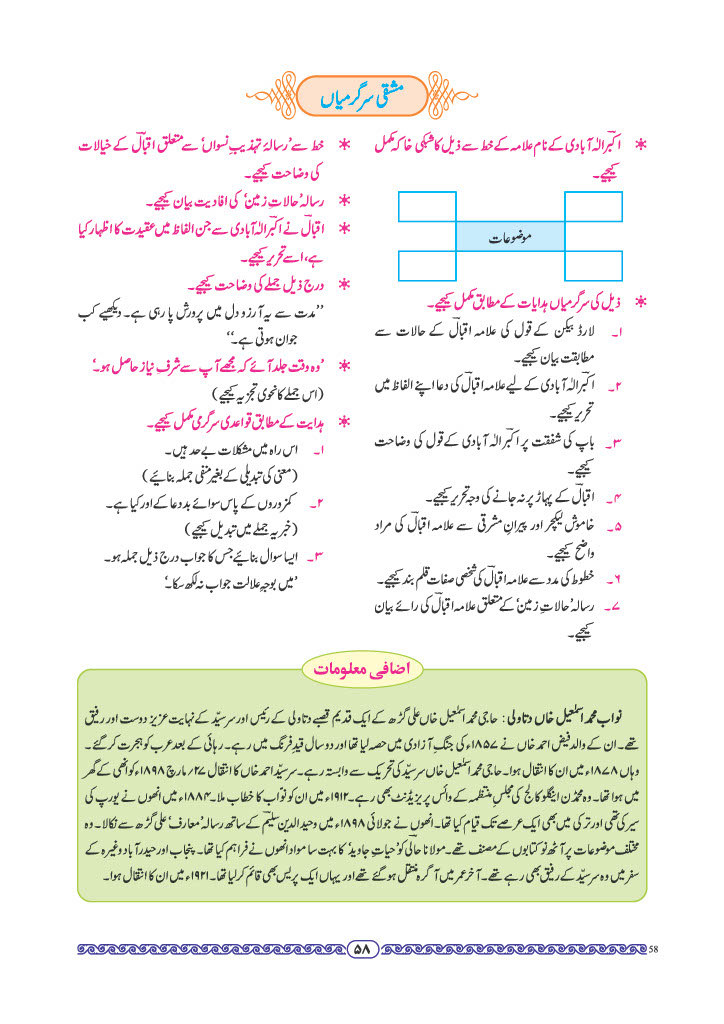 مشقی سرگرمیاں
* اکبرؔ الٰہ آبادی کے نام علامہ کے خط سے ذیل کا شبکی خاکہ مکمل
کیجیے۔
موضوعات
* ذیل کی سرگرمیاں ہدایات کے مطابق مکمل کیجیے۔
۱۔ لارڈ بیکن کے قول کی علامہ اقبالؔ کے حالات سے
مطابقت بیان کیجیے۔
۲۔ اکبرؔ الٰہ آبادی کے لیے علامہ اقبالؔ کی دعا اپنے الفاظ میں
تحریر کیجیے۔
۳۔ باپ کی شفقت پر اکبرؔ الٰہ آبادی کے قول کی وضاحت
کیجیے۔
۴۔ اقبالؔ کے پہاڑ پر نہ جانے کی وجہ تحریر کیجیے۔
۵۔ خاموش لیکچر اور پیرانِ مشرقی سے علامہ اقبالؔ کی مراد
واضح کیجیے۔
۶۔ خطوط کی مدد سے علامہ اقبالؔ کی شخصی صفات قلم بند کیجیے۔
۷۔ رسالہ ’حالاتِ زمین‘ کے متعلق علامہ اقبالؔ کی رائے بیان
کیجیے۔
* خط سے ’رسالۂ تہذیبِ نسواں‘ سے متعلق اقبالؔ کے خیالات
کی وضاحت کیجیے۔
* رسالہ ’حالاتِ زمین‘ کی افادیت بیان کیجیے۔
* اقبالؔ نے اکبرؔ الٰہ آبادی سے جن الفاظ میں عقیدت کا اظہار کیا
ہے، اسے تحریر کیجیے۔
* درج ذیل جملے کی وضاحت کیجیے۔
’’مدت سے یہ آرزو دل میں پرورش پا رہی ہے۔ دیکھیے کب
جوان ہوتی ہے۔‘‘
* ’وہ وقت جلد آئے کہ مجھے آپ سے شرفِ نیاز حاصل ہو۔‘
(اس جملے کا نحوی تجزیہ کیجیے)
* ہدایت کے مطابق قواعدی سرگرمی مکمل کیجیے۔
۱۔ اس راہ میں مشکلات بے حد ہیں۔
(معنی کی تبدیلی کے بغیر منفی جملہ بنائیے)
۲۔ کمزوروں کے پاس سوائے بددعا کے اور کیا ہے۔
(خبریہ جملے میں تبدیل کیجیے)
۳۔ ایسا سوال بنائیے جس کا جواب درج ذیل جملہ ہو۔
’میں بوجہِ علالت جواب نہ لکھ سکا۔‘
اضافی معلومات
نواب محمد اسمٰعیل خاں دتاولی : حاجی محمد اسمٰعیل خاں علی گڑھ کے ایک قدیم قصبے دتاولی کے رئیس اور سرسیّد کے نہایت عزیز دوست اور رفیق
تھے۔ ان کے والد فیض احمد خاں نے ۱۸۵۷ء کی جنگِ آزادی میں حصہ لیا تھا اور دو سال قیدِ فرنگ میں رہے۔ رہائی کے بعد عرب کو ہجرت کر گئے۔
وہاں ۱۸۷۸ء میں ان کا انتقال ہوا۔ حاجی محمد اسمٰعیل خاں سرسیّد کی تحریک سے وابستہ رہے۔ سرسیّد احمد خاں کا انتقال ۲۷؍ مارچ ۱۸۹۸ء کو انھی کے گھر
میں ہوا تھا۔ وہ محمڈن اینگلو کالج کی مجلسِ منتظمہ کے وائس پریزیڈنٹ بھی رہے۔ ۱۹۱۲ء میں ان کو نواب کا خطاب ملا۔ ۱۸۸۴ء میں انھوں نے یورپ کی
سیر کی تھی اور ترکی میں بھی ایک عرصے تک قیام کیا تھا۔ انھوں نے جولائی ۱۸۹۸ء میں وحید الدین سلیمؔ کے ساتھ رسالہ ’معارف‘ علی گڑھ سے نکالا۔ وہ
مختلف موضوعات پر آٹھ نو کتابوں کے مصنف تھے۔ مولانا حالیؔ کو ’حیاتِ جاوید‘ کا بہت سا مواد انھوں نے فراہم کیا تھا۔ پنجاب اور حیدرآباد وغیرہ کے
سفر میں وہ سرسیّد کے رفیق بھی رہے تھے۔ آخر عمر میں آگرہ منتقل ہو گئے تھے اور یہاں ایک پریس بھی قائم کر لیا تھا۔ ۱۹۲۱ء میں ان کا انتقال ہوا۔
۵۸
58